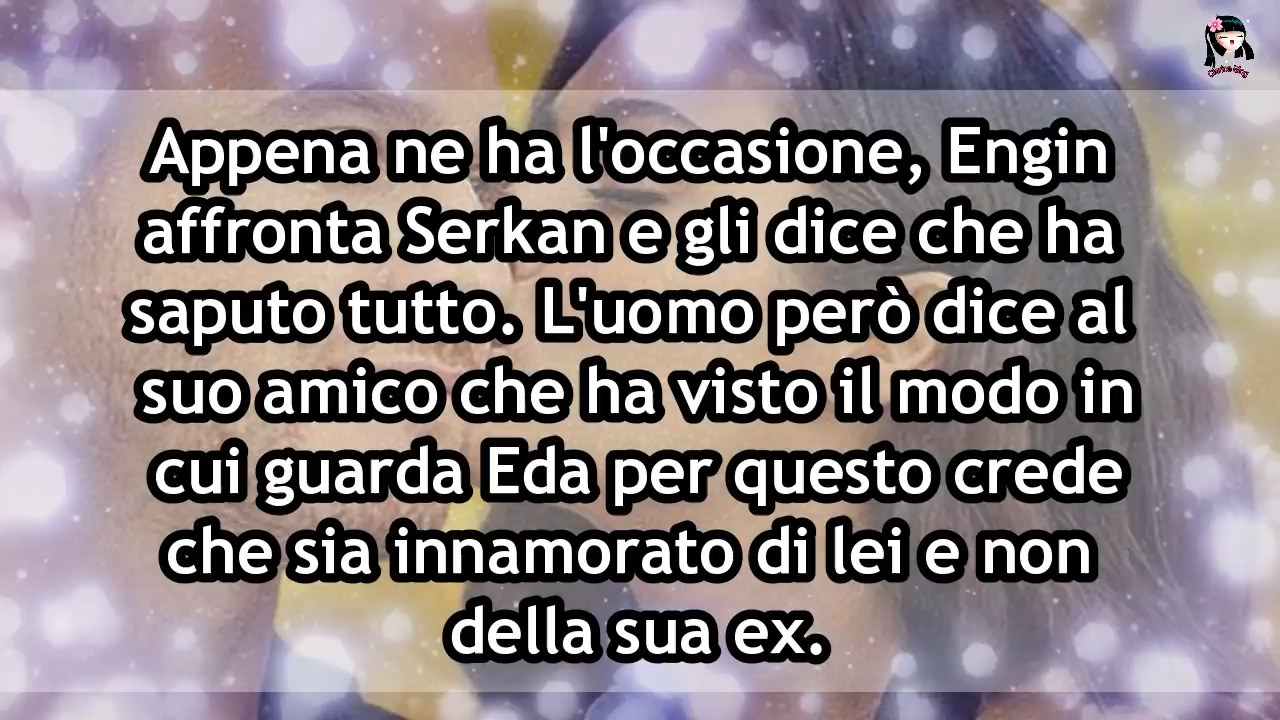 Appena ne ha l'occasione, Engin
affronta Serkan e gli dice che ha
saputo tutto. L'uomo però dice al
suo amico che ha visto il modo in
cui guarda Eda per questo crede
che sia innamorato di lei e non
della sua ex.